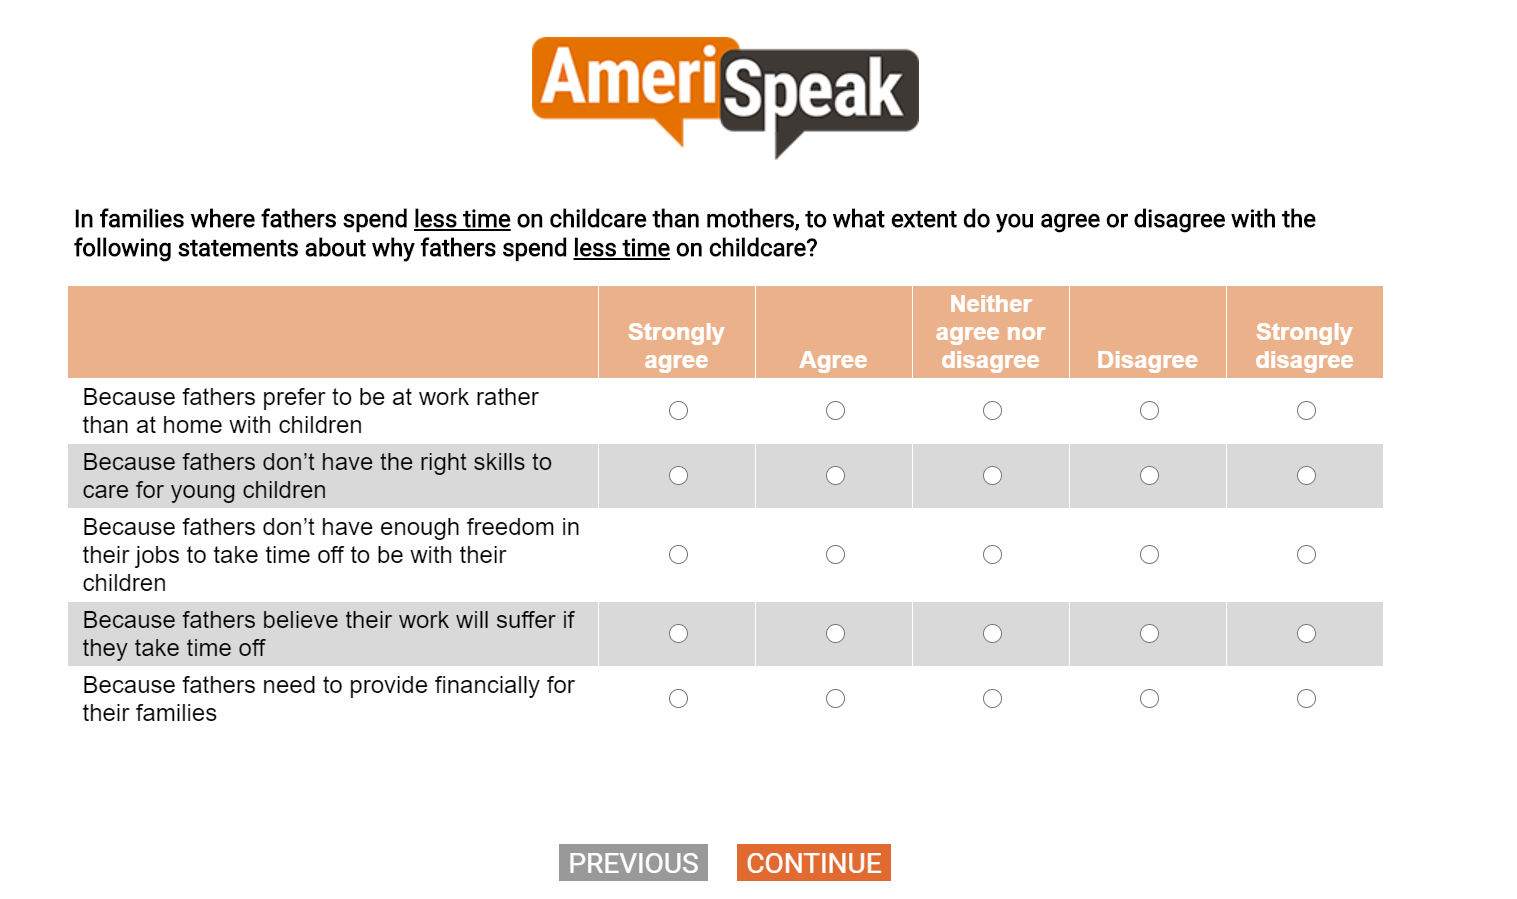 AmeriSpeak
In families where fathers spend less time on childcare than mothers, to what extent do you agree or disagree with the
following statements about why fathers spend less time on childcare?
Strongly agree
Agree
Neither agree nor disagree
Disagree
Strongly disagree
Because fathers prefer to be at work rather
than at home with children
Because fathers don’t have the right skills to
care for young children
Because fathers don’t have enough freedom in
their jobs to take time off to be with their
children
Because fathers believe their work will suffer if
they take time off
Because fathers need to provide financially for
their families
PREVIOUS
CONTINUE